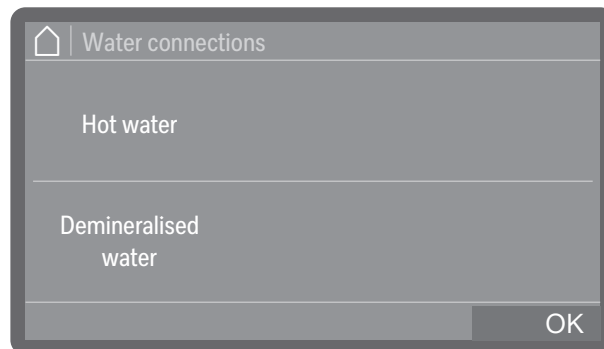 Water connections
Hot water
Demineralised
water
OK